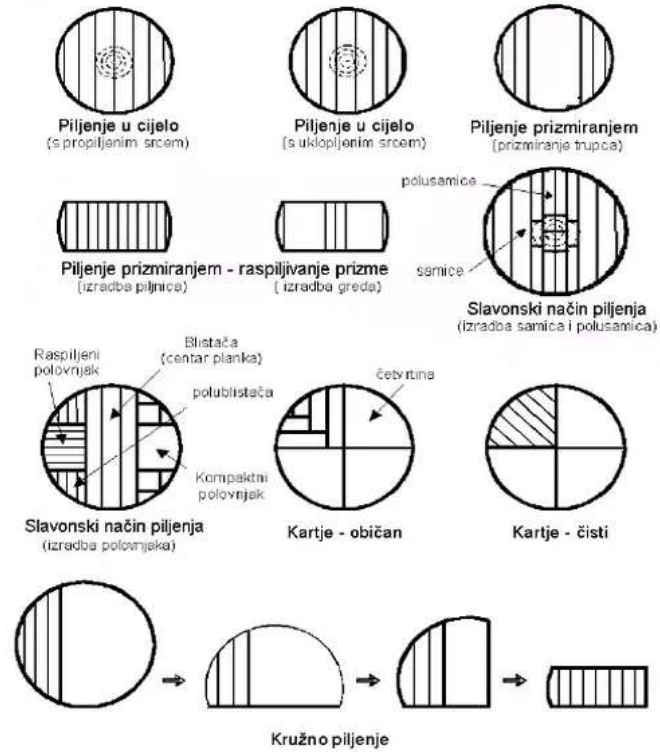 Piljenje u cijelo
(s propiljenim srcem)
Piljenje u cijelo
(s uklopljenim srcem)
Piljenje prizmiranjem
(prizmiranje trupca)
Piljenje prizmiranjem - raspiljivanje prizme
(izradba piljnica)
( izradba greda)
polusamice
samice
Slavonski način piljenja
(izradba samica i polusamica)
Raspiljeni
polovnjak
Blistača
(centar planka)
polublistača
Kompaktni
polovnjak
Slavonski način piljenja
(izradba polovnjaka)
četvrtina
Kartje - običan
Kartje - čisti
Kružno piljenje